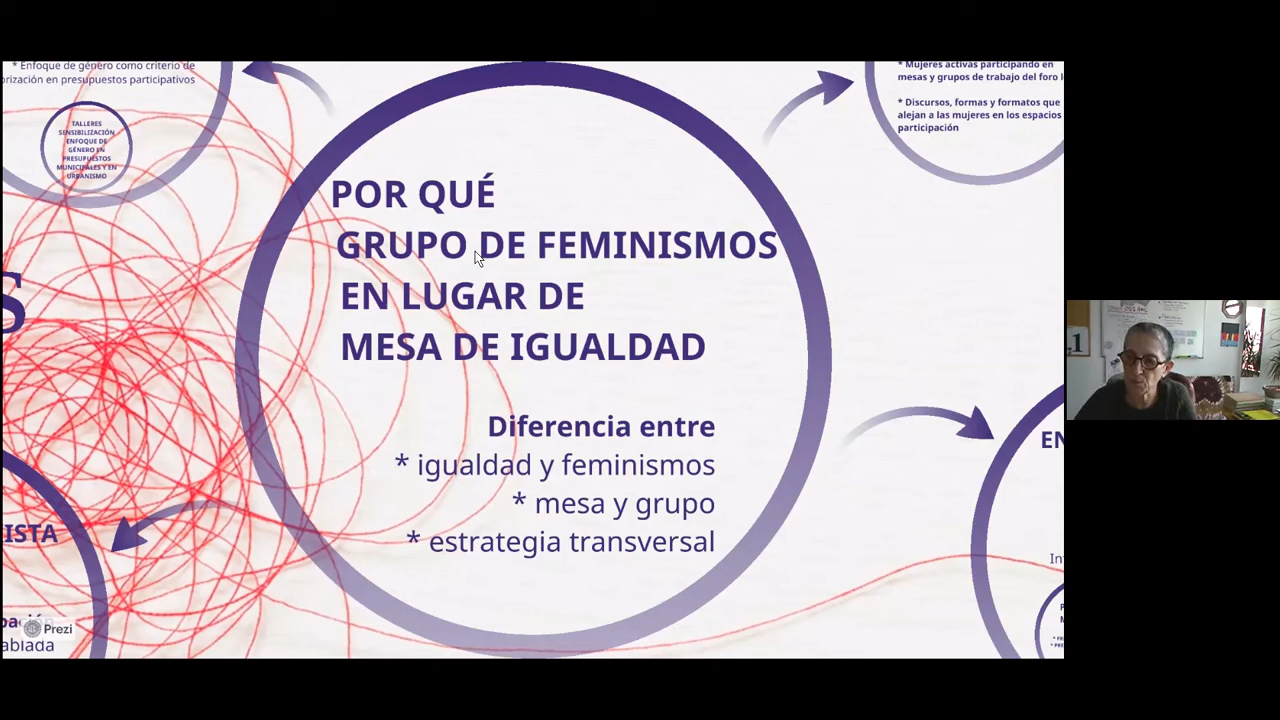 * Enfoque de género como criterio de
orización en presupuestos participativos
TALLERES
SENSIBILIZACIÓN
ENFOQUE DE
GÉNERO EN
PRESUPUESTOS
MUNICIPALES Y EN
URBANISMO
* Mujeres activas participando en
mesas y grupos de trabajo del foro l
* Discursos, formas y formatos que
alejan a las mujeres en los espacios
participación
POR QUÉ
GRUPO DE FEMINISMOS
EN LUGAR DE
MESA DE IGUALDAD
Diferencia entre
* igualdad y feminismos
* mesa y grupo
* estrategia transversal
S
ISTA
ablada
Prezi
EN
In